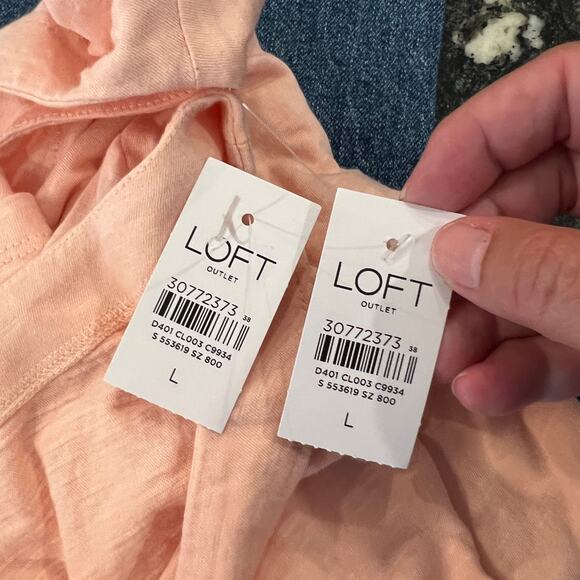 LOFT
OUTLET
30772373 38
D401 CL003 C9934
S 553619 SZ 800
L
LOFT
OUTLET
30772373 38
D401 CL003 C9934
S 553619 SZ 800
L